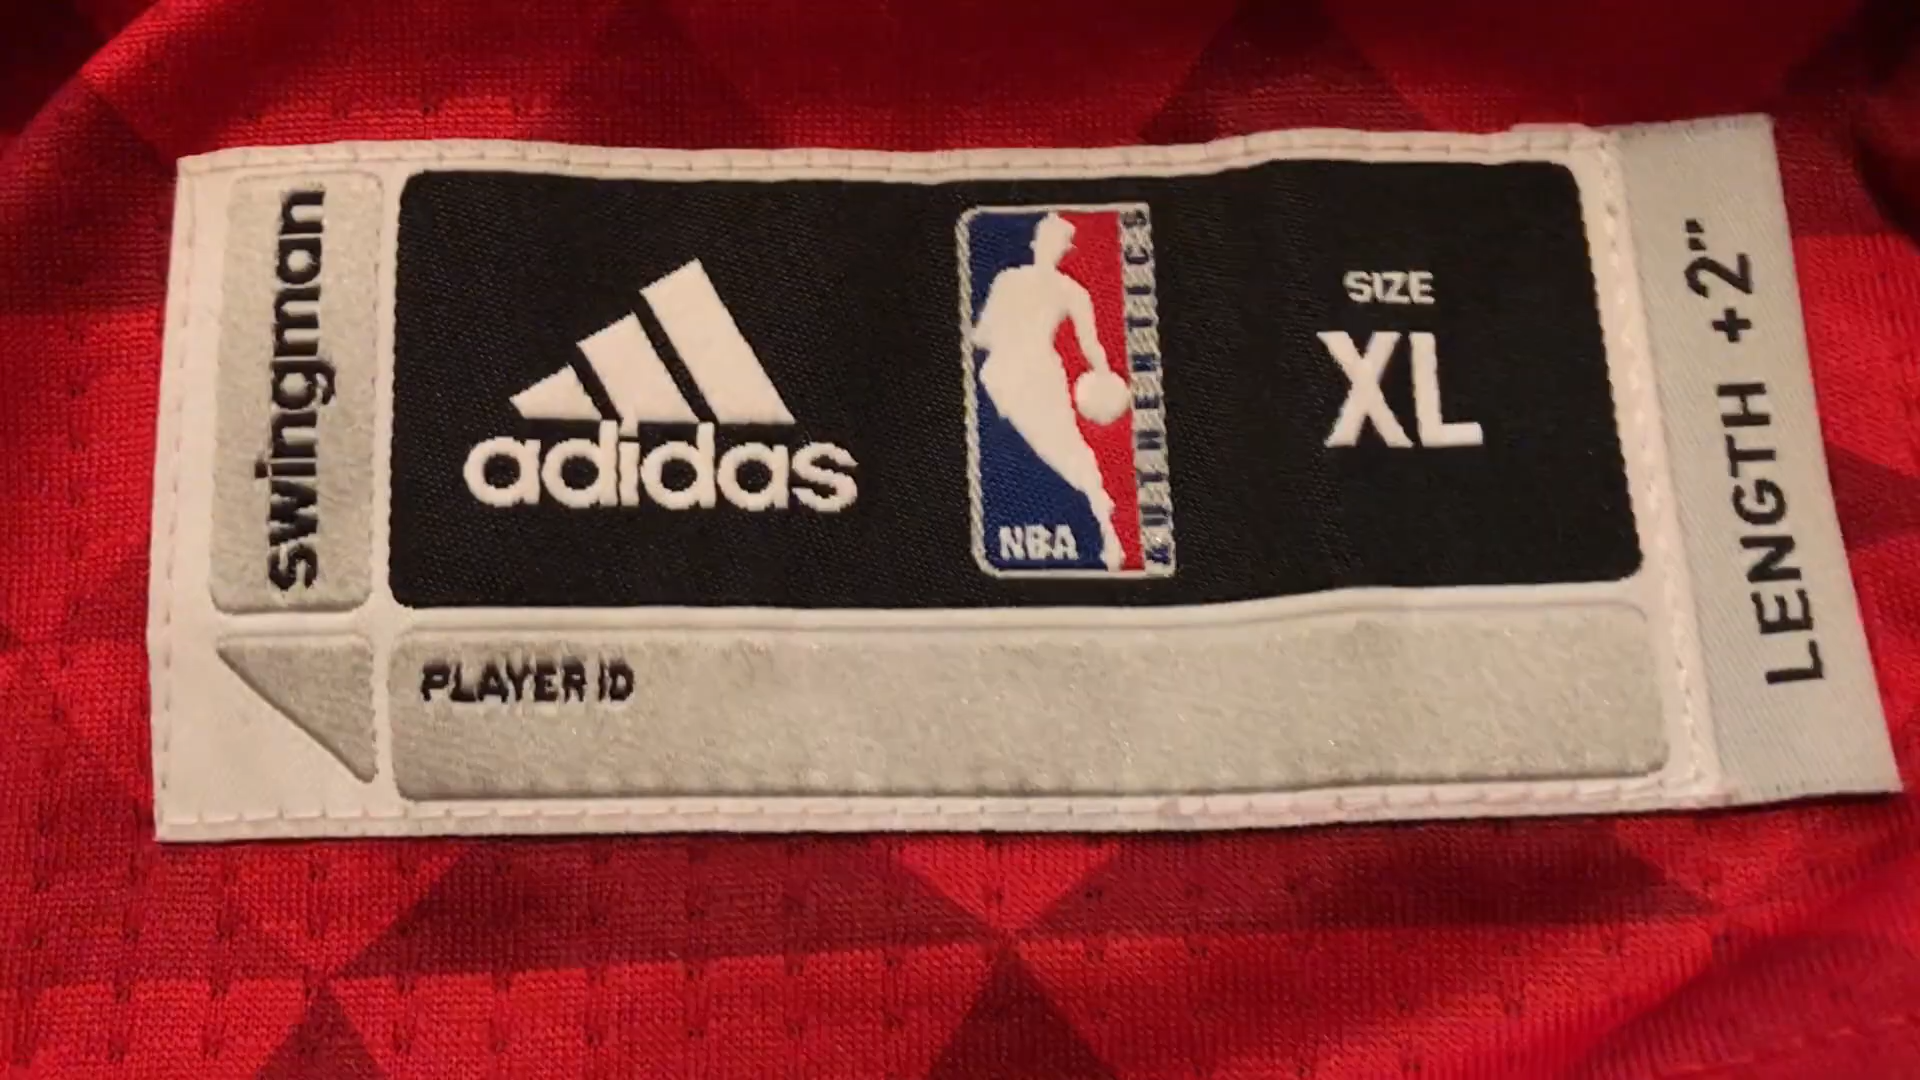 swingman
adidas
NBA
AUTHENTICS
SIZE
XL
LENGTH +2"
PLAYER ID